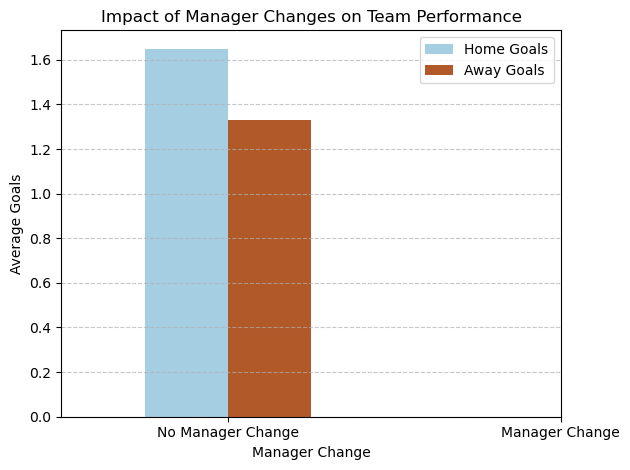 Impact of Manager Changes on Team Performance
Home Goals
Away Goals
Average Goals
1.6
1.4
1.2
1.0
0.8
0.6
0.4
0.2
0.0
No Manager Change
Manager Change
Manager Change